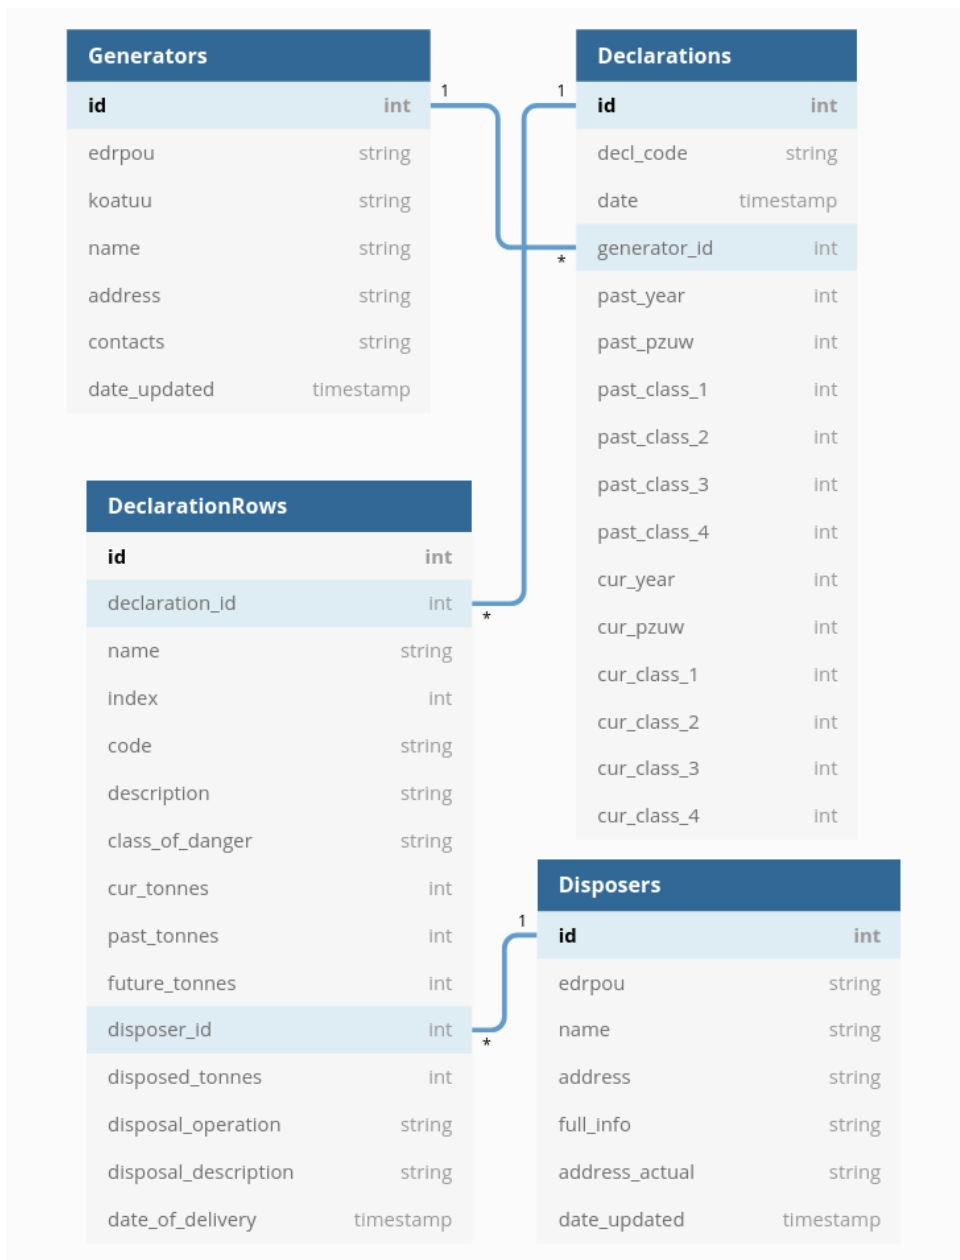 Generators
id int
edrpou string
koatuu string
name string
address string
contacts string
date_updated timestamp
1
1
*
Declarations
id int
decl_code string
date timestamp
generator_id int
past_year int
past_pzuw int
past_class_1 int
past_class_2 int
past_class_3 int
past_class_4 int
cur_year int
cur_pzuw int
cur_class_1 int
cur_class_2 int
cur_class_3 int
cur_class_4 int
DeclarationRows
id int
declaration_id int
name string
index int
code string
description string
class_of_danger string
cur_tonnes int
past_tonnes int
future_tonnes int
disposer_id int
disposed_tonnes int
disposal_operation string
disposal_description string
date_of_delivery timestamp
*
1
*
Disposers
id int
edrpou string
name string
address string
full_info string
address_actual string
date_updated timestamp